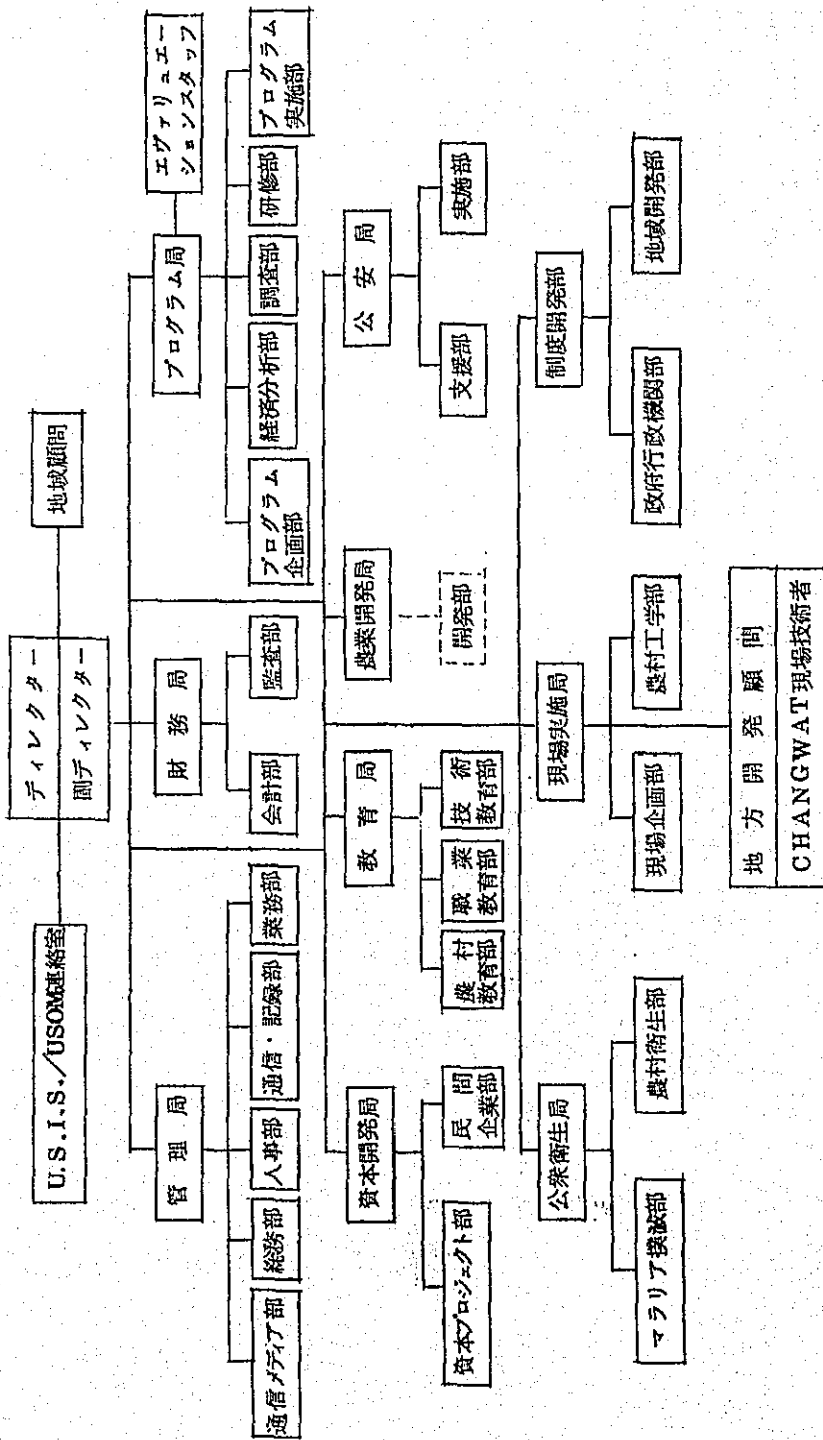 ディレクター
副ディレクター
U.S.I.S./USOM連絡室
地域顧問
管理局
財務局
プログラム局
エヴァリュエー
ションスタッフ
通信メディア部
総務部
人事部
通信・記録部
業務部
会計部
監査部
プログラム
企画部
経済分析部
調査部
研修部
プログラム
実施部
資本開発局
教育局
農業開発局
公安局
資本プロジェクト部
民間
企業部
農村
教育部
職業
教育部
技術
教育部
開発部
支援部
実施部
公衆衛生局
現場実施局
制度開発部
マラリア撲滅部
農村衛生部
現場企画部
農村工学部
政府行政機関部
地域開発部
地方開発顧問
CHANGWAT現場技術者